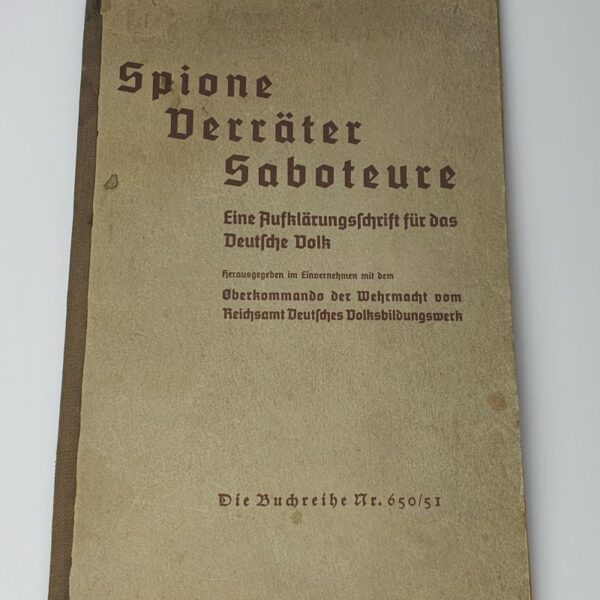 Spione
Verräter
Saboteure
Eine Aufklärungsſchrift für das
Deutſche Volk
Herausgegeben im Einvernehmen mit dem
Oberkommando der Wehrmacht vom
Reichsamt Deutſches Volksbildungswerk
Die Buchreihe Nr. 650/51